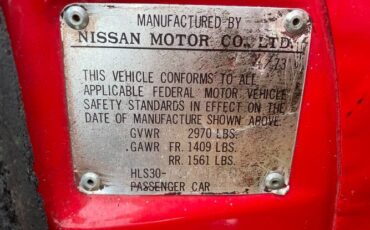 MANUFACTURED BY
NISSAN MOTOR CO., LTD.
/73
THIS VEHICLE CONFORMS TO ALL
APPLICABLE FEDERAL MOTOR VEHICLE
SAFETY STANDARDS IN EFFECT ON THE
DATE OF MANUFACTURE SHOWN ABOVE.
GVWR 2970 LBS.
GAWR FR. 1409 LBS.
RR. 1561 LBS.
HLS30-
PASSENGER CAR